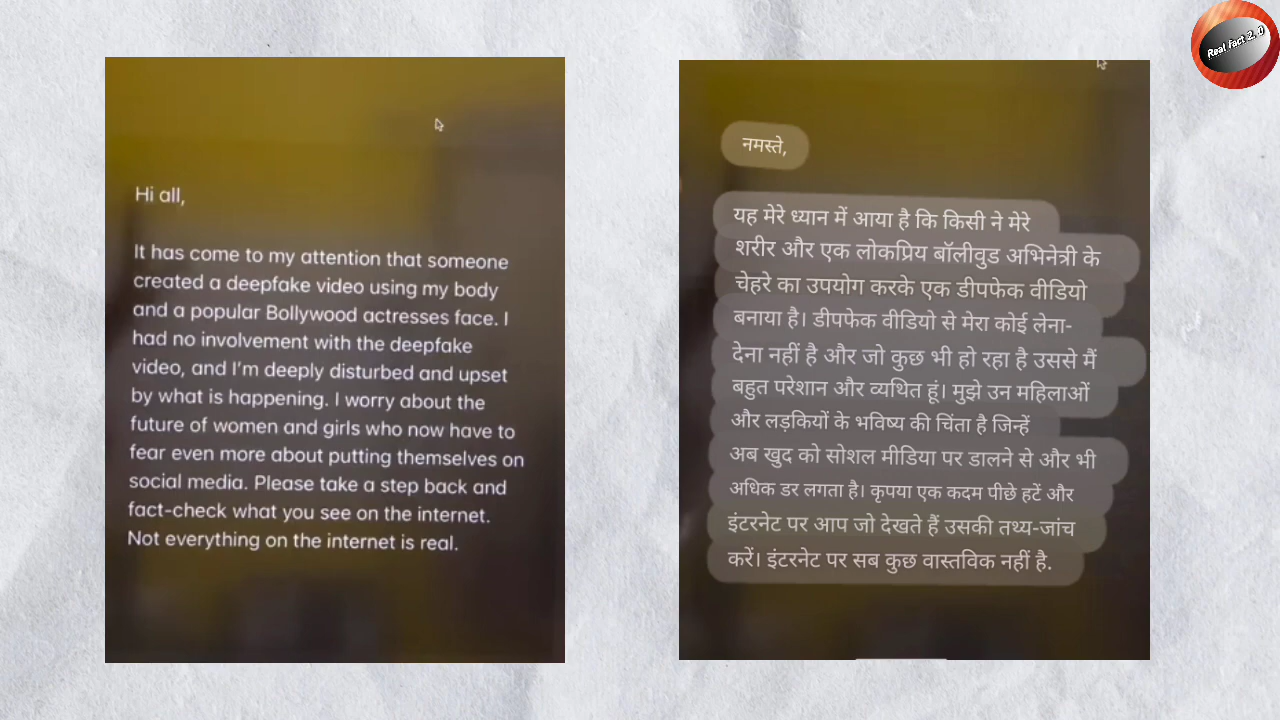 Real fact 2.0
Hi all,
It has come to my attention that someone
created a deepfake video using my body
and a popular Bollywood actresses face. I
had no involvement with the deepfake
video, and I'm deeply disturbed and upset
by what is happening. I worry about the
future of women and girls who now have to
fear even more about putting themselves on
social media. Please take a step back and
fact-check what you see on the internet.
Not everything on the internet is real.
नमस्ते,
यह मेरे ध्यान में आया है कि किसी ने मेरे
शरीर और एक लोकप्रिय बॉलीवुड अभिनेत्री के
चेहरे का उपयोग करके एक डीपफेक वीडियो
बनाया है। डीपफेक वीडियो से मेरा कोई लेना-
देना नहीं है और जो कुछ भी हो रहा है उससे मैं
बहुत परेशान और व्यथित हूं। मुझे उन महिलाओं
और लड़कियों के भविष्य की चिंता है जिन्हें
अब खुद को सोशल मीडिया पर डालने से और भी
अधिक डर लगता है। कृपया एक कदम पीछे हटें और
इंटरनेट पर आप जो देखते हैं उसकी तथ्य-जांच
करें। इंटरनेट पर सब कुछ वास्तविक नहीं है.